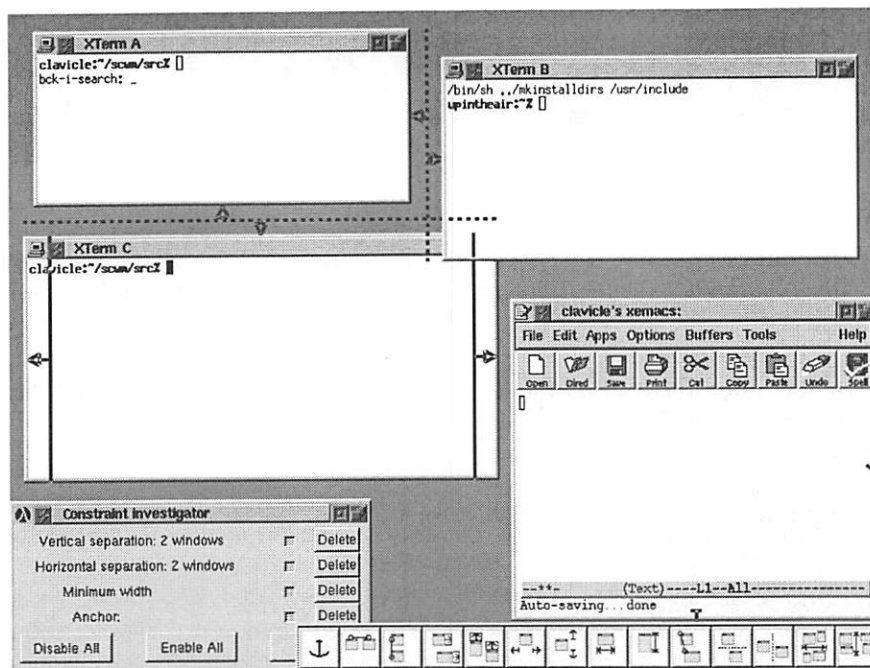 XTerm A
clavicle:~/scwm/src% []
bck-i-search: _
XTerm B
/bin/sh ../mkinstalldirs /usr/include
upintheair:~% []
XTerm C
clavicle:~/scwm/src%
clavicle's xemacs:
File Edit Apps Options Buffers Tools Help
Open Dired Save Print Cut Copy Paste Undo Spell
--**- (Text)----L1--All----------------
Auto-saving...done
Constraint investigator
Vertical separation: 2 windows Delete
Horizontal separation: 2 windows Delete
Minimum width Delete
Anchor: Delete
Disable All Enable All